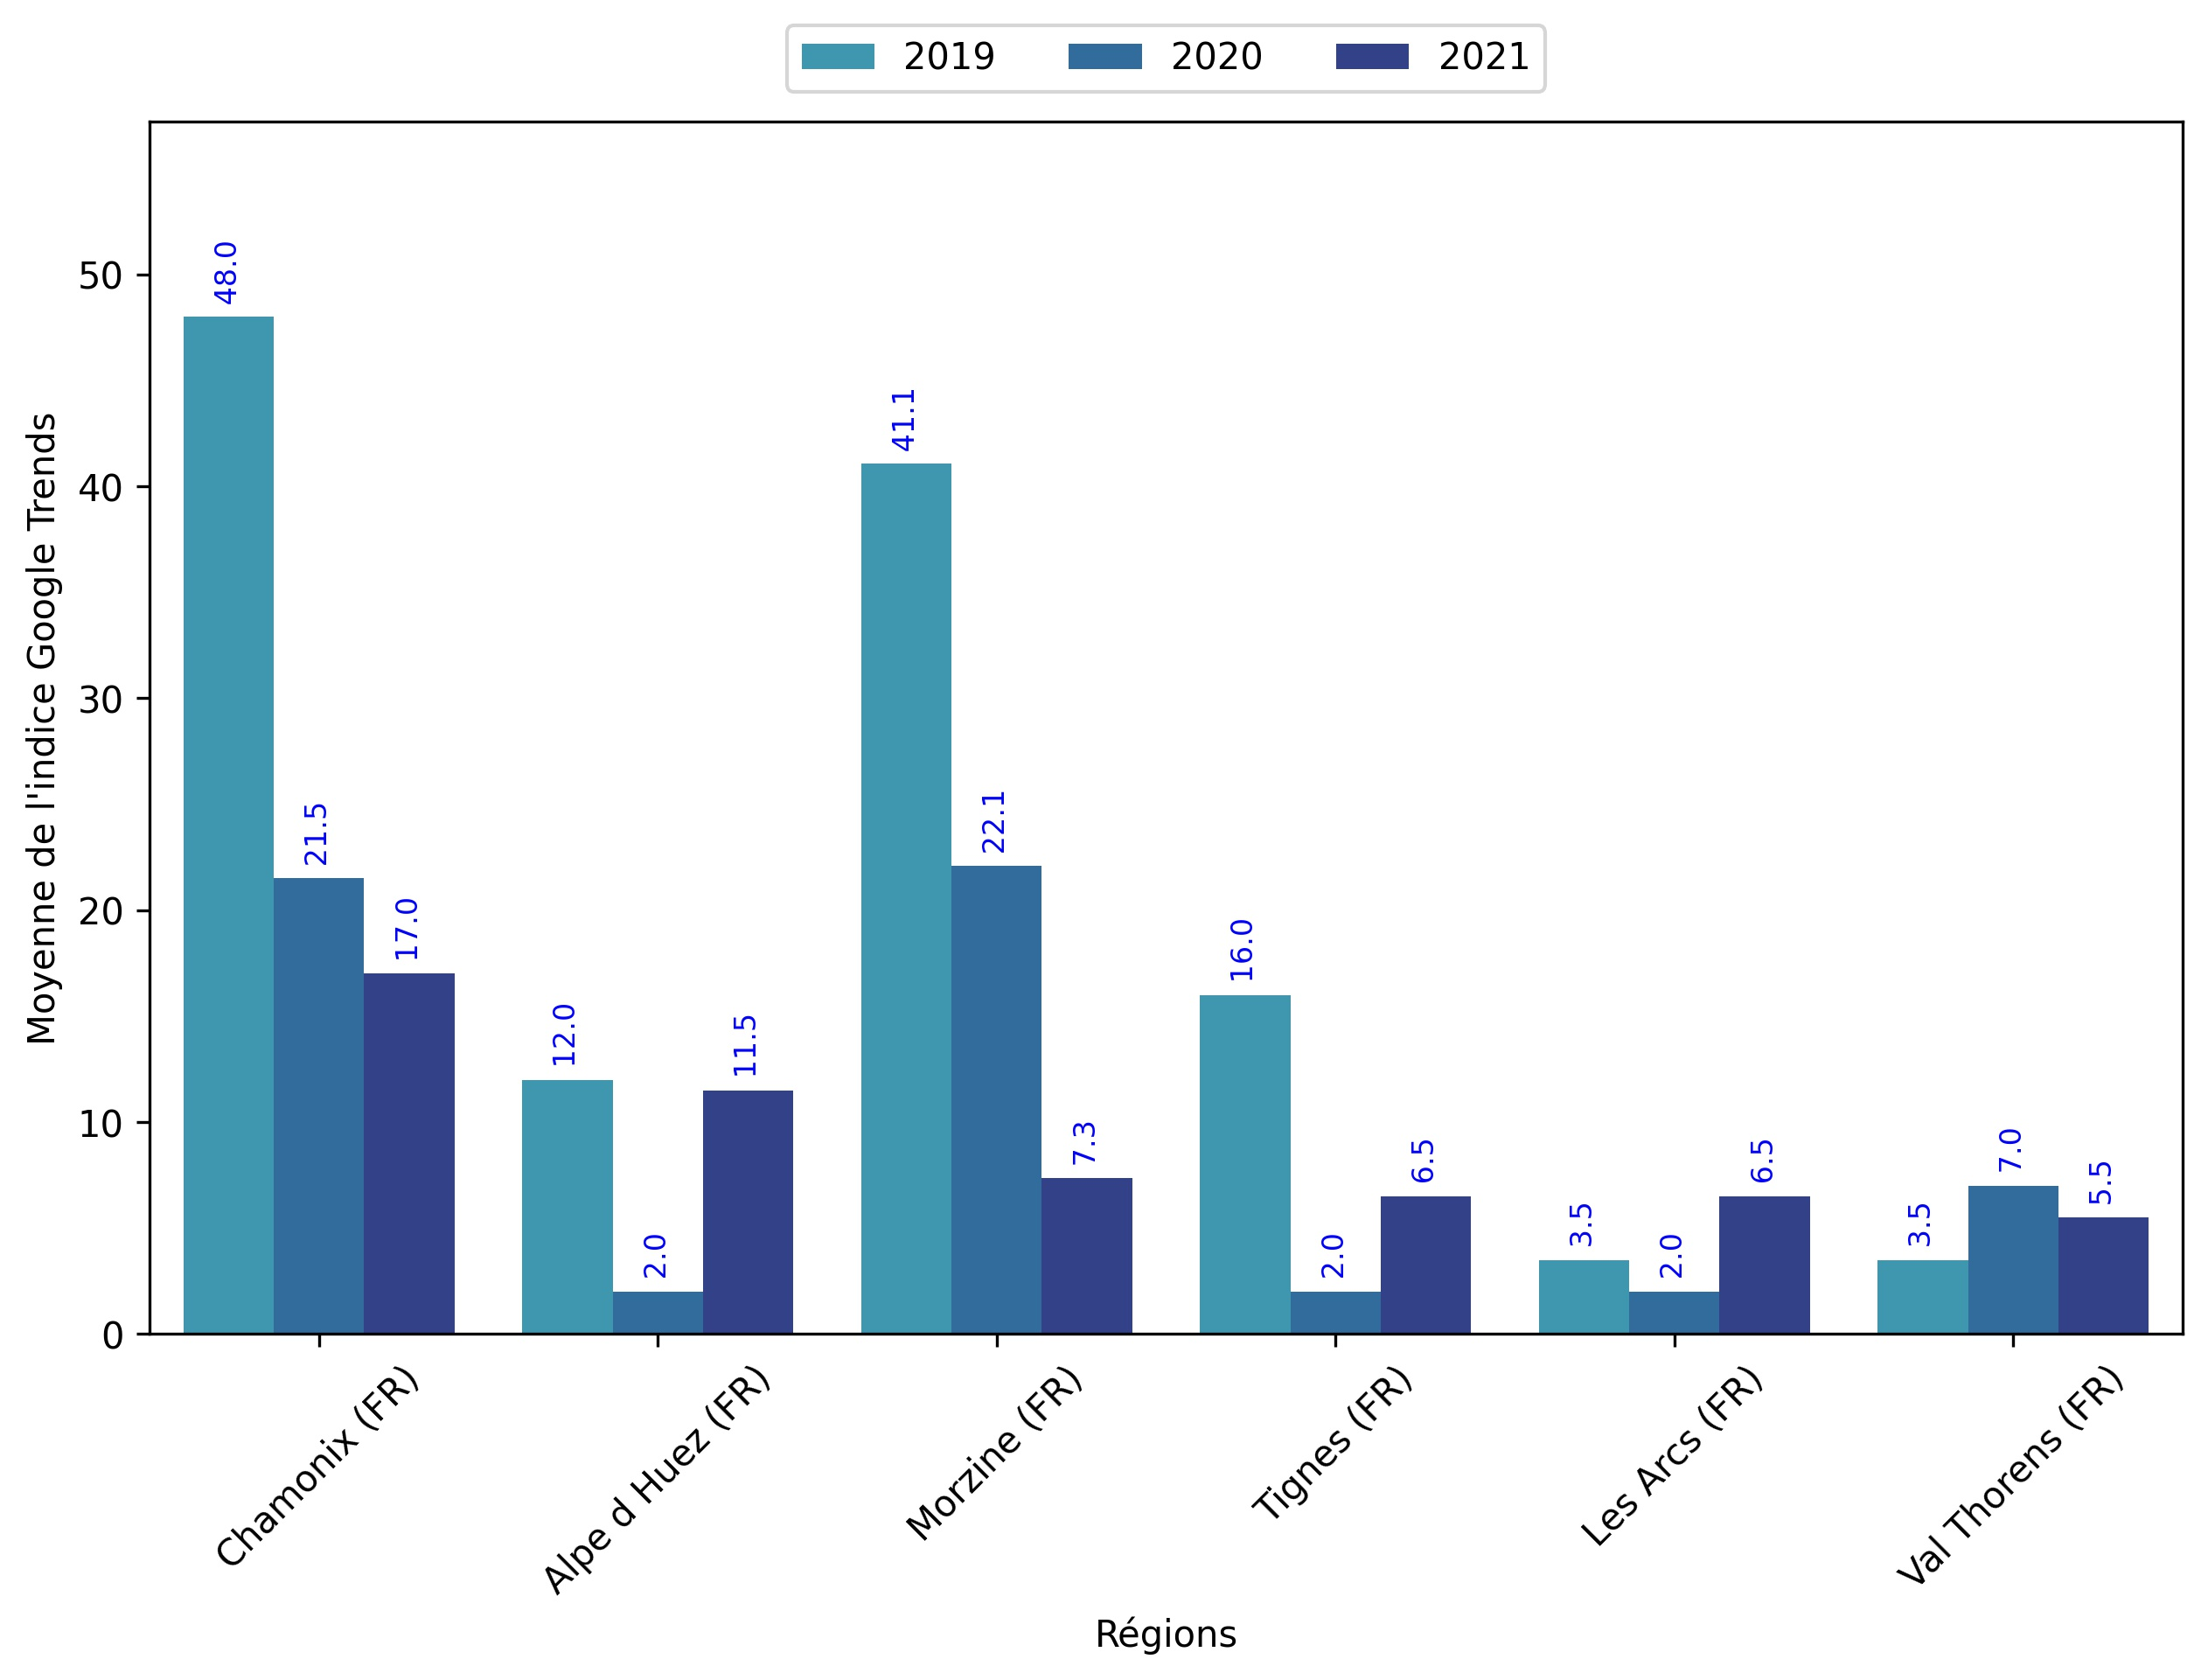 2019 2020 2021
Moyenne de l'indice Google Trends
50
40
30
20
10
0
48.0
21.5
17.0
12.0
2.0
11.5
41.1
22.1
7.3
16.0
2.0
6.5
3.5
2.0
6.5
3.5
7.0
5.5
Chamonix (FR)
Alpe d Huez (FR)
Morzine (FR)
Tignes (FR)
Les Arcs (FR)
Val Thorens (FR)
Régions